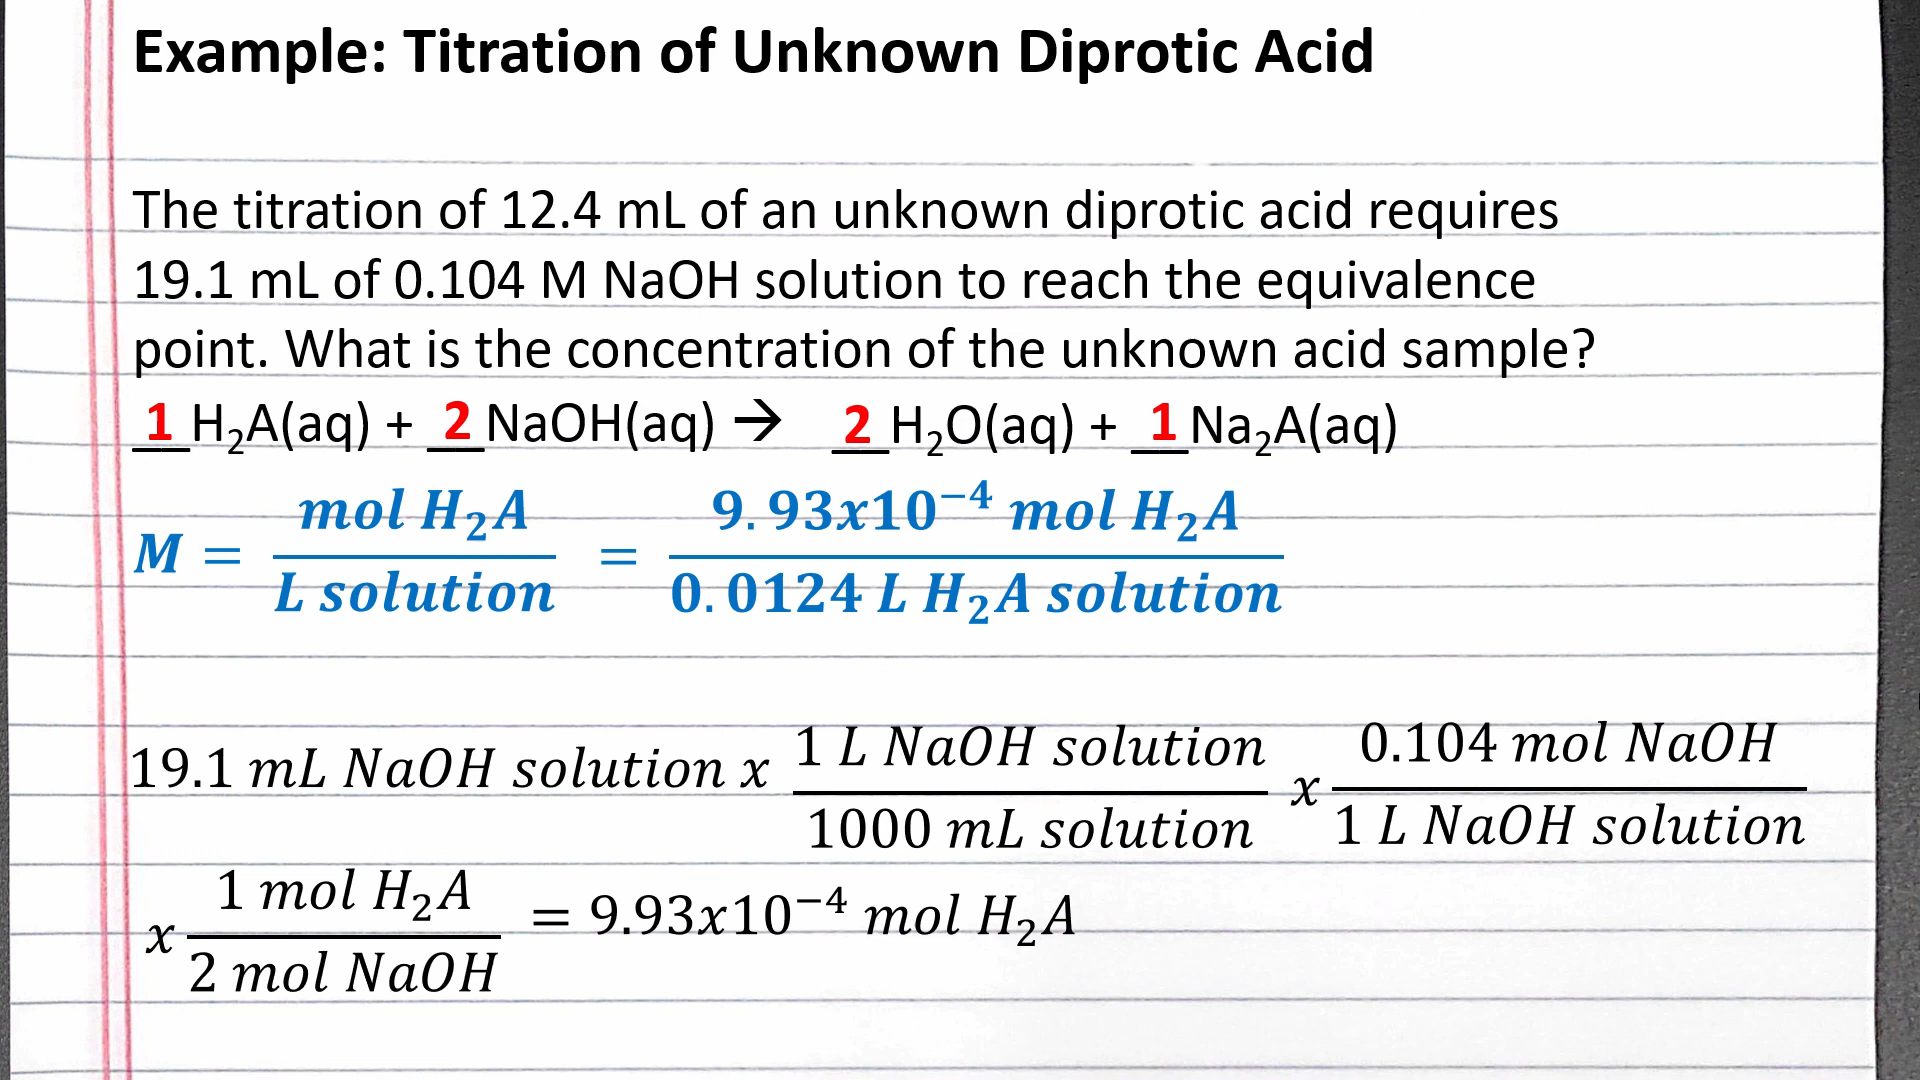 Example: Titration of Unknown Diprotic Acid
The titration of 12.4 mL of an unknown diprotic acid requires
19.1 mL of 0.104 M NaOH solution to reach the equivalence
point. What is the concentration of the unknown acid sample?
1 H₂A(aq) + 2 NaOH(aq) → 2 H₂O(aq) + 1 Na₂A(aq)
M = mol H₂A / L solution = 9.93x10⁻⁴ mol H₂A / 0.0124 L H₂A solution
19.1 mL NaOH solution x 1 L NaOH solution / 1000 mL solution x 0.104 mol NaOH / 1 L NaOH solution
x 1 mol H₂A / 2 mol NaOH = 9.93x10⁻⁴ mol H₂A